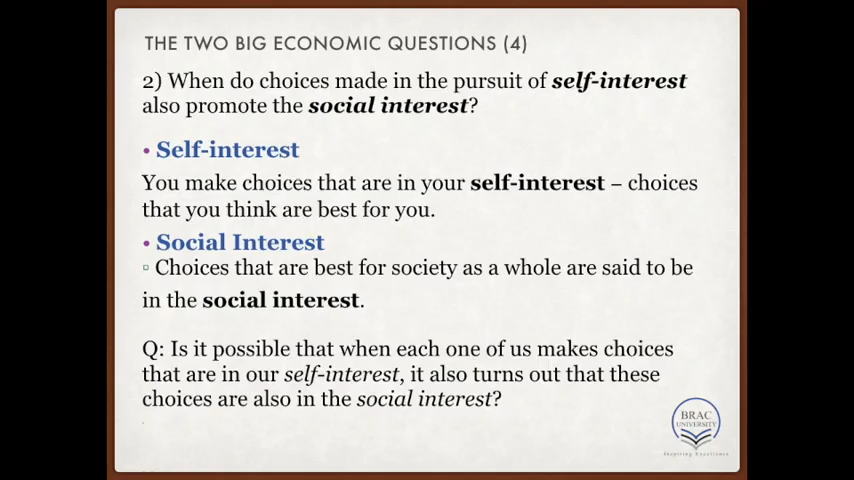 THE TWO BIG ECONOMIC QUESTIONS (4)
2) When do choices made in the pursuit of self-interest
also promote the social interest?
• Self-interest
You make choices that are in your self-interest – choices
that you think are best for you.
• Social Interest
▫ Choices that are best for society as a whole are said to be
in the social interest.
Q: Is it possible that when each one of us makes choices
that are in our self-interest, it also turns out that these
choices are also in the social interest?
BRAC
UNIVERSITY
Inspiring Excellence